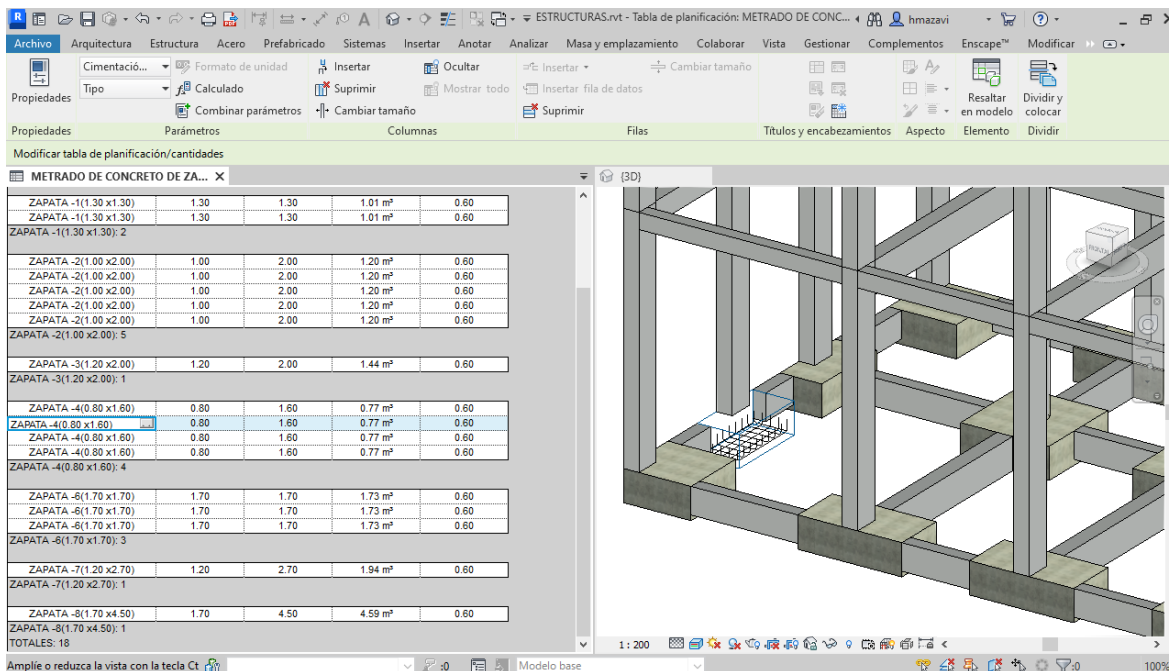 ESTRUCTURAS.rvt - Tabla de planificación: METRADO DE CONC... hmazavi
Archivo Arquitectura Estructura Acero Prefabricado Sistemas Insertar Anotar Analizar Masa y emplazamiento Colaborar Vista Gestionar Complementos Enscape™ Modificar
Cimentació... Formato de unidad Insertar Ocultar Insertar Cambiar tamaño
Tipo Calculado Suprimir Mostrar todo Insertar fila de datos
Propiedades Combinar parámetros Cambiar tamaño Suprimir Resaltar en modelo Dividir y colocar
Propiedades Parámetros Columnas Filas Títulos y encabezamientos Aspecto Elemento Dividir
Modificar tabla de planificación/cantidades
METRADO DE CONCRETO DE ZA... X {3D}
ZAPATA -1(1.30 x1.30) 1.30 1.30 1.01 m³ 0.60
ZAPATA -1(1.30 x1.30) 1.30 1.30 1.01 m³ 0.60
ZAPATA -1(1.30 x1.30): 2
ZAPATA -2(1.00 x2.00) 1.00 2.00 1.20 m³ 0.60
ZAPATA -2(1.00 x2.00) 1.00 2.00 1.20 m³ 0.60
ZAPATA -2(1.00 x2.00) 1.00 2.00 1.20 m³ 0.60
ZAPATA -2(1.00 x2.00) 1.00 2.00 1.20 m³ 0.60
ZAPATA -2(1.00 x2.00) 1.00 2.00 1.20 m³ 0.60
ZAPATA -2(1.00 x2.00): 5
ZAPATA -3(1.20 x2.00) 1.20 2.00 1.44 m³ 0.60
ZAPATA -3(1.20 x2.00): 1
ZAPATA -4(0.80 x1.60) 0.80 1.60 0.77 m³ 0.60
ZAPATA -4(0.80 x1.60) 0.80 1.60 0.77 m³ 0.60
ZAPATA -4(0.80 x1.60) 0.80 1.60 0.77 m³ 0.60
ZAPATA -4(0.80 x1.60) 0.80 1.60 0.77 m³ 0.60
ZAPATA -4(0.80 x1.60): 4
ZAPATA -6(1.70 x1.70) 1.70 1.70 1.73 m³ 0.60
ZAPATA -6(1.70 x1.70) 1.70 1.70 1.73 m³ 0.60
ZAPATA -6(1.70 x1.70) 1.70 1.70 1.73 m³ 0.60
ZAPATA -6(1.70 x1.70): 3
ZAPATA -7(1.20 x2.70) 1.20 2.70 1.94 m³ 0.60
ZAPATA -7(1.20 x2.70): 1
ZAPATA -8(1.70 x4.50) 1.70 4.50 4.59 m³ 0.60
ZAPATA -8(1.70 x4.50): 1
TOTALES: 18
1 : 200
Amplíe o reduzca la vista con la tecla Ct :0 Modelo base :0 100%